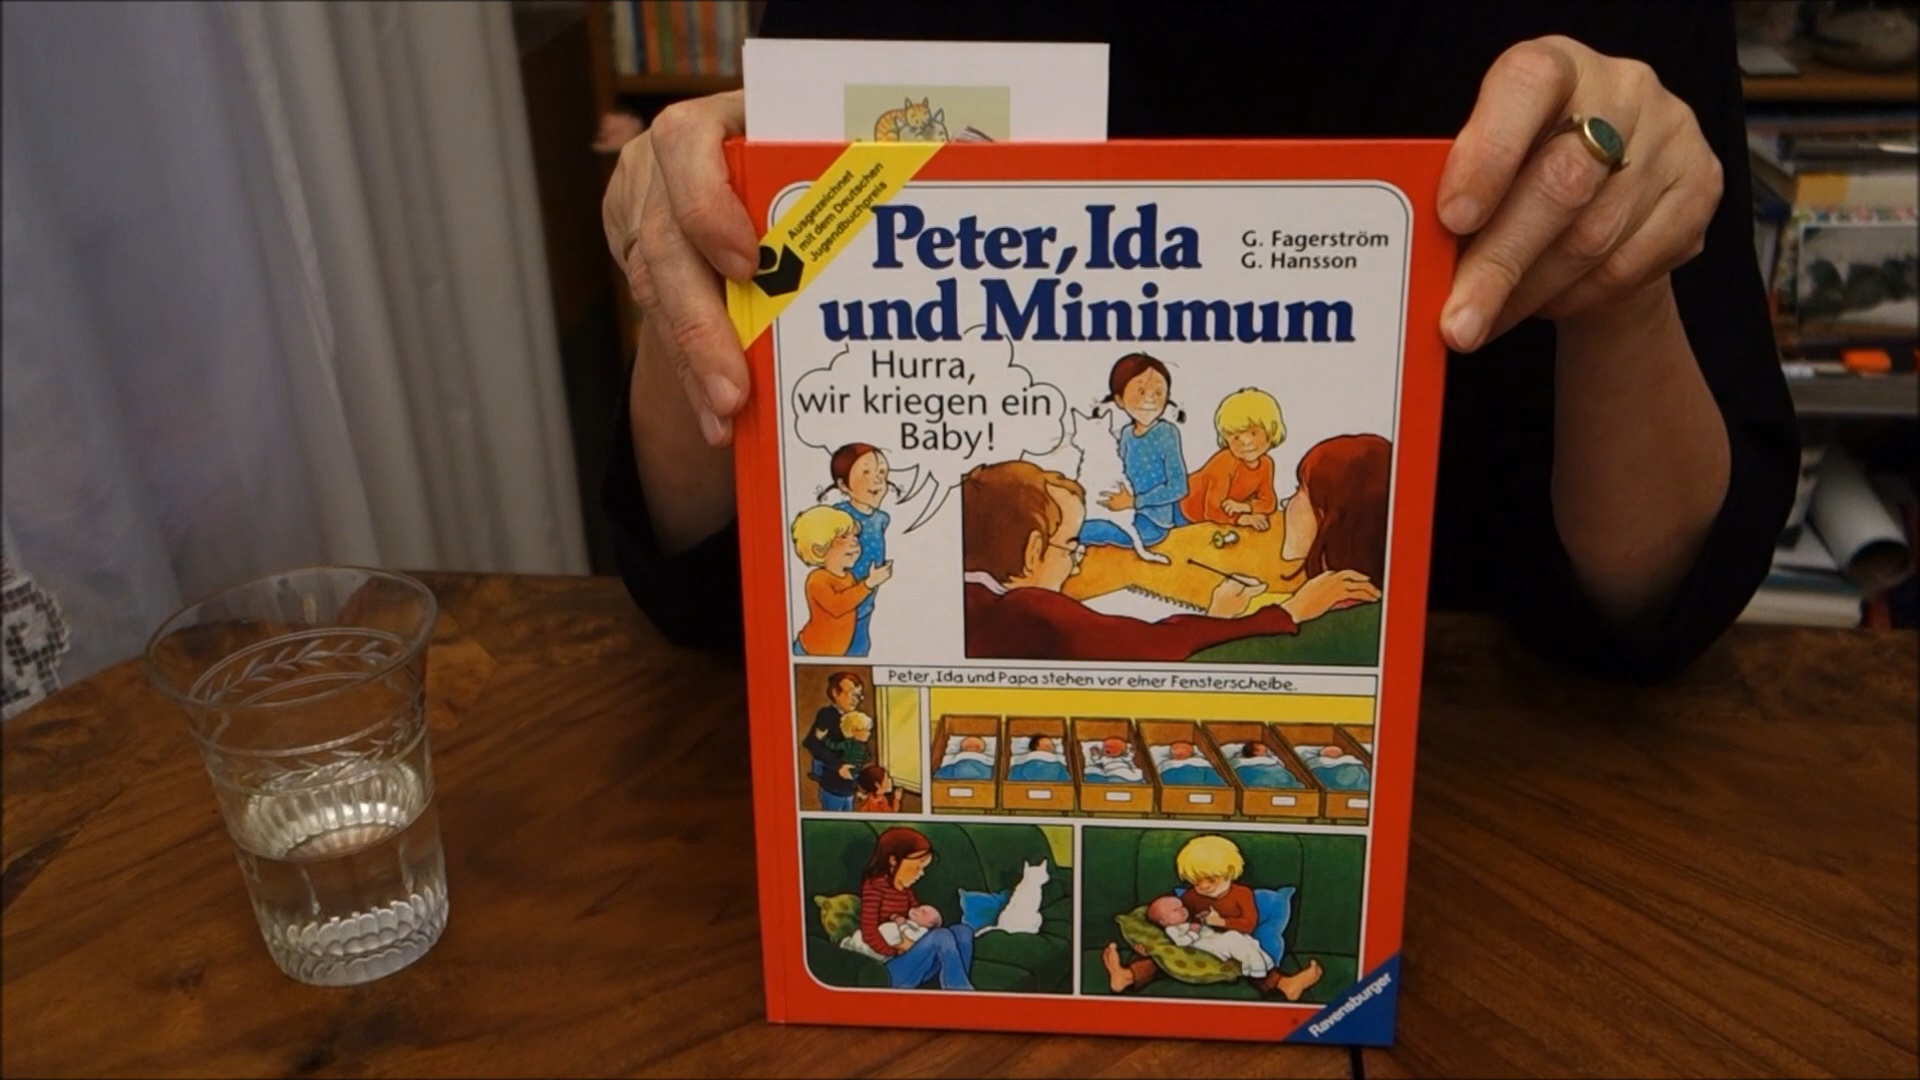 Ausgezeichnet
mit dem Deutschen
Jugendbuchpreis
Peter, Ida
und Minimum
G. Fagerström
G. Hansson
Hurra,
wir kriegen ein
Baby!
Peter, Ida und Papa stehen vor einer Fensterscheibe.
Ravensburger